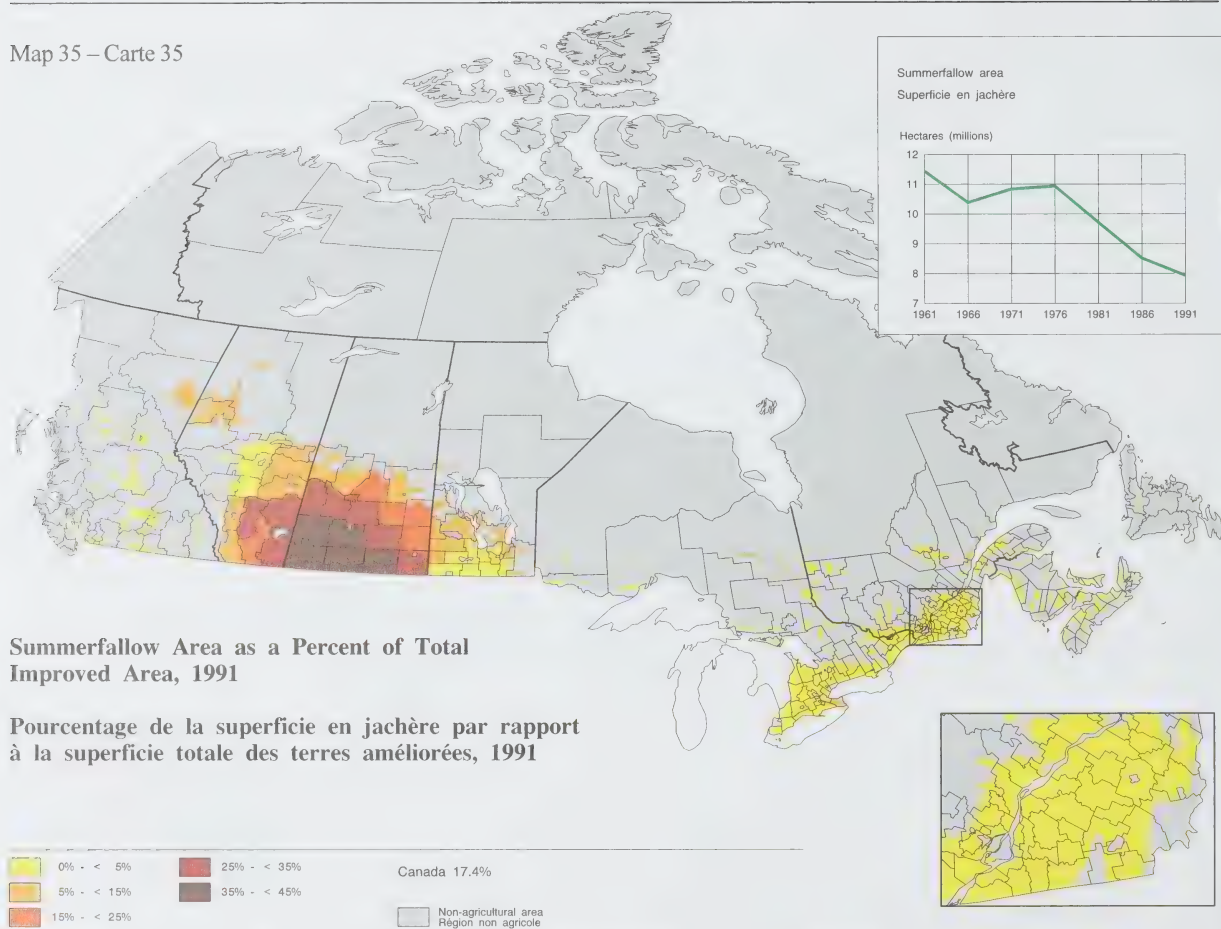 Map 35 – Carte 35
Summerfallow area
Superficie en jachère
Hectares (millions)
12
11
10
9
8
7
1961 1966 1971 1976 1981 1986 1991
Summerfallow Area as a Percent of Total
Improved Area, 1991
Pourcentage de la superficie en jachère par rapport
à la superficie totale des terres améliorées, 1991
0% - < 5%
5% - < 15%
15% - < 25%
25% - < 35%
35% - < 45%
Canada 17.4%
Non-agricultural area
Région non agricole